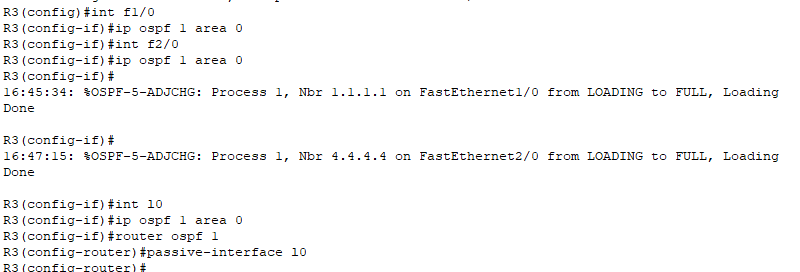 R3(config)#int f1/0
R3(config-if)#ip ospf 1 area 0
R3(config-if)#int f2/0
R3(config-if)#ip ospf 1 area 0
R3(config-if)#
16:45:34: %OSPF-5-ADJCHG: Process 1, Nbr 1.1.1.1 on FastEthernet1/0 from LOADING to FULL, Loading
Done
R3(config-if)#
16:47:15: %OSPF-5-ADJCHG: Process 1, Nbr 4.4.4.4 on FastEthernet2/0 from LOADING to FULL, Loading
Done
R3(config-if)#int l0
R3(config-if)#ip ospf 1 area 0
R3(config-if)#router ospf 1
R3(config-router)#passive-interface l0
R3(config-router)#